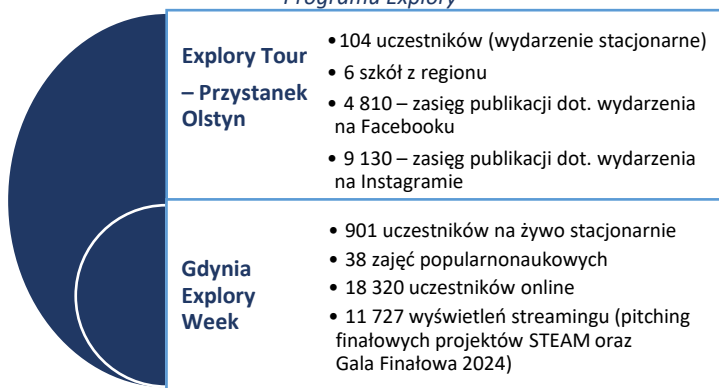 Programu Explory
Explory Tour
– Przystanek
Olstyn
•104 uczestników (wydarzenie stacjonarne)
• 6 szkół z regionu
• 4 810 – zasięg publikacji dot. wydarzenia
na Facebooku
• 9 130 – zasięg publikacji dot. wydarzenia
na Instagramie
Gdynia
Explory
Week
• 901 uczestników na żywo stacjonarnie
• 38 zajęć popularnonaukowych
• 18 320 uczestników online
• 11 727 wyświetleń streamingu (pitching
finałowych projektów STEAM oraz
Gala Finałowa 2024)